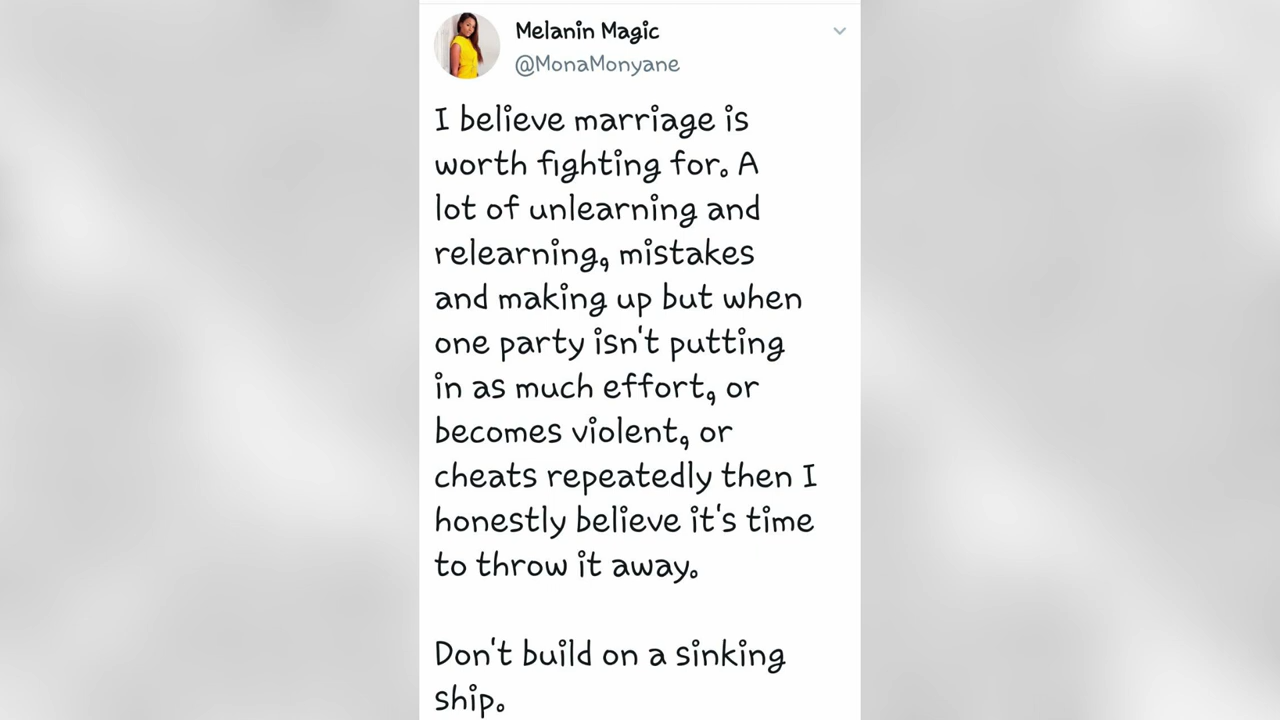 Melanin Magic
@MonaMonyane
I believe marriage is
worth fighting for. A
lot of unlearning and
relearning, mistakes
and making up but when
one party isn't putting
in as much effort, or
becomes violent, or
cheats repeatedly then I
honestly believe it's time
to throw it away.
Don't build on a sinking
ship.